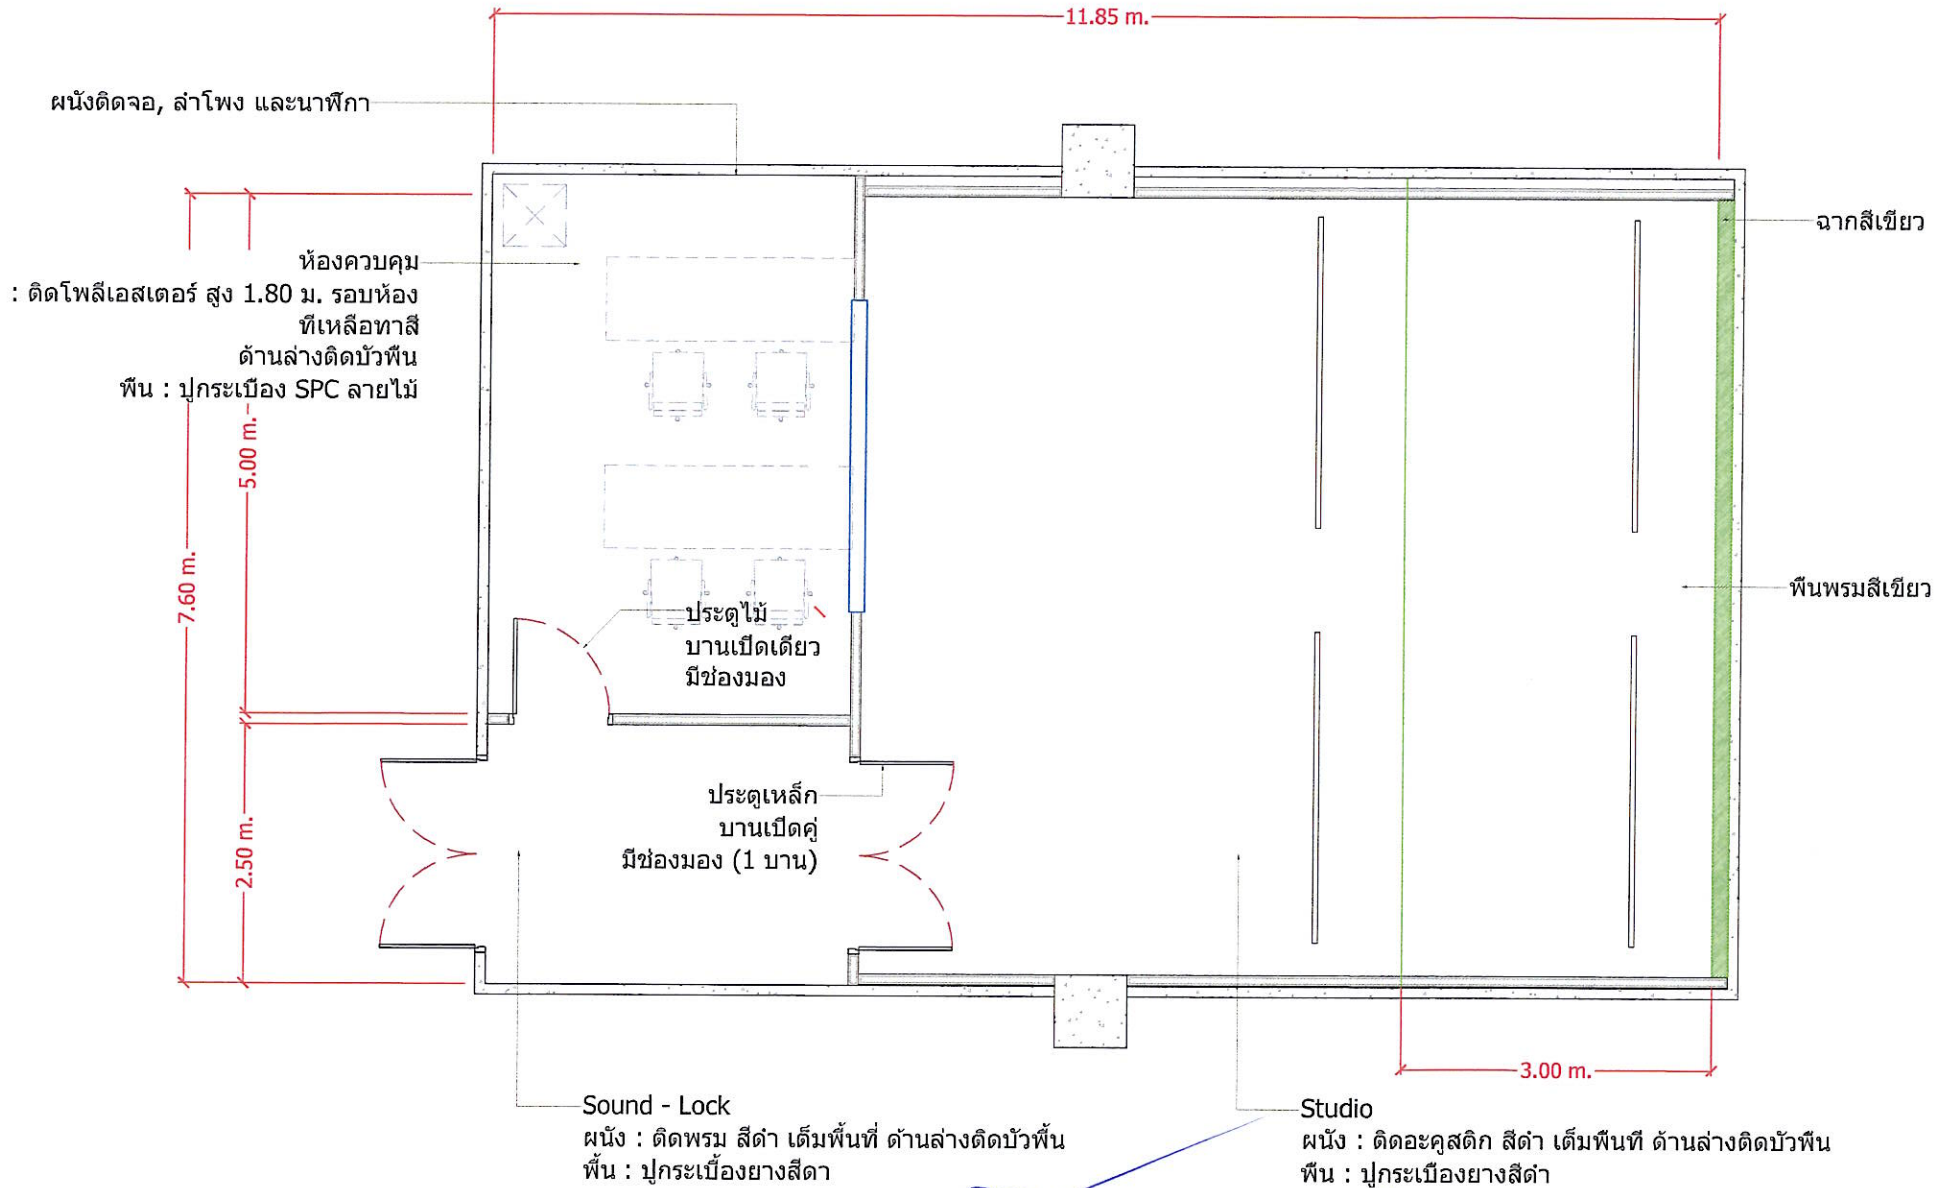 11.85 m.
ผนังติดจอ, ลำโพง และนาฬิกา
ฉากสีเขียว
ห้องควบคุม
: ติดโพลีเอสเตอร์ สูง 1.80 ม. รอบห้อง
ที่เหลือทาสี
ด้านล่างติดบัวพื้น
พื้น : ปูกระเบื้อง SPC ลายไม้
5.00 m.
7.60 m.
พื้นพรมสีเขียว
ประตูไม้
บานเปิดเดี่ยว
มีช่องมอง
ประตูเหล็ก
บานเปิดคู่
มีช่องมอง (1 บาน)
2.50 m.
3.00 m.
Sound - Lock
ผนัง : ติดพรม สีดำ เต็มพื้นที่ ด้านล่างติดบัวพื้น
พื้น : ปูกระเบื้องยางสีดำ
Studio
ผนัง : ติดอะคูสติก สีดำ เต็มพื้นที่ ด้านล่างติดบัวพื้น
พื้น : ปูกระเบื้องยางสีดำ